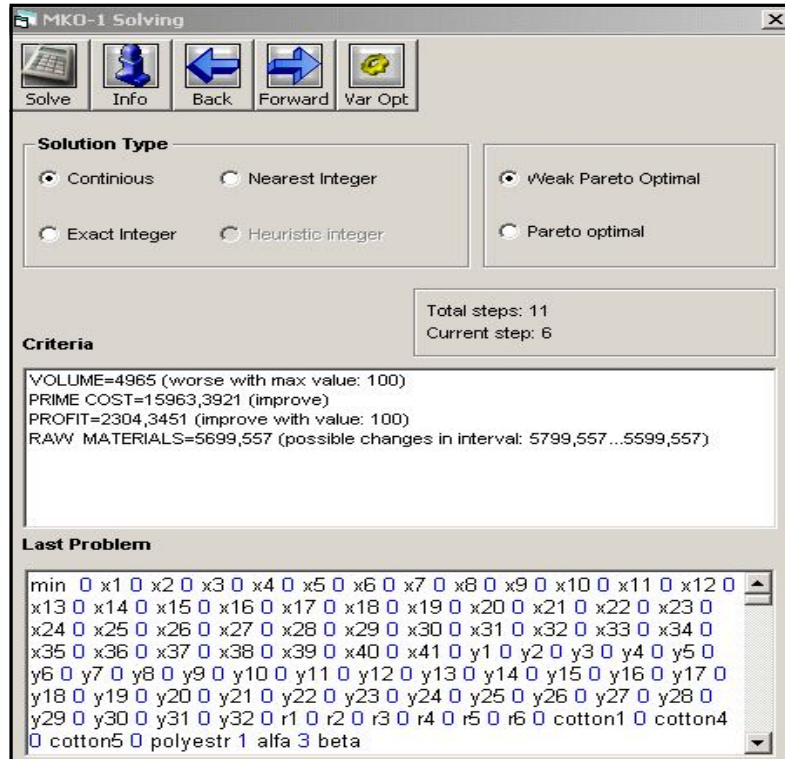 MKO-1 Solving
Solve Info Back Forward Var Opt
Solution Type
Continious Nearest Integer
Exact Integer Heuristic integer
Weak Pareto Optimal
Pareto optimal
Total steps: 11
Current step: 6
Criteria
VOLUME=4965 (worse with max value: 100)
PRIME COST=15963,3921 (improve)
PROFIT=2304,3451 (improve with value: 100)
RAW MATERIALS=5699,557 (possible changes in interval: 5799,557...5599,557)
Last Problem
min 0 x1 0 x2 0 x3 0 x4 0 x5 0 x6 0 x7 0 x8 0 x9 0 x10 0 x11 0 x12 0
x13 0 x14 0 x15 0 x16 0 x17 0 x18 0 x19 0 x20 0 x21 0 x22 0 x23 0
x24 0 x25 0 x26 0 x27 0 x28 0 x29 0 x30 0 x31 0 x32 0 x33 0 x34 0
x35 0 x36 0 x37 0 x38 0 x39 0 x40 0 x41 0 y1 0 y2 0 y3 0 y4 0 y5 0
y6 0 y7 0 y8 0 y9 0 y10 0 y11 0 y12 0 y13 0 y14 0 y15 0 y16 0 y17 0
y18 0 y19 0 y20 0 y21 0 y22 0 y23 0 y24 0 y25 0 y26 0 y27 0 y28 0
y29 0 y30 0 y31 0 y32 0 r1 0 r2 0 r3 0 r4 0 r5 0 r6 0 cotton1 0 cotton4
0 cotton5 0 polyestr 1 alfa 3 beta